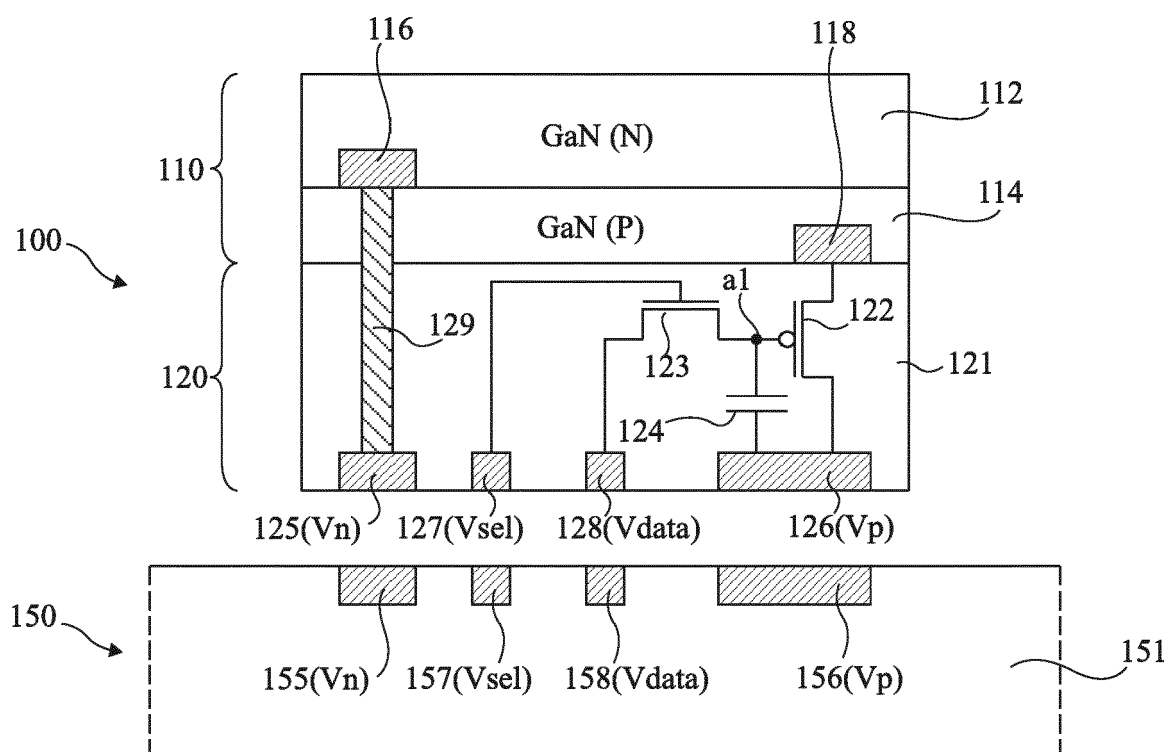 116
118
112
GaN (N)
110
114
GaN (P)
100
a1
122
129
123
121
120
124
125(Vn)
127(Vsel)
128(Vdata)
126(Vp)
150
151
155(Vn)
157(Vsel)
158(Vdata)
156(Vp)